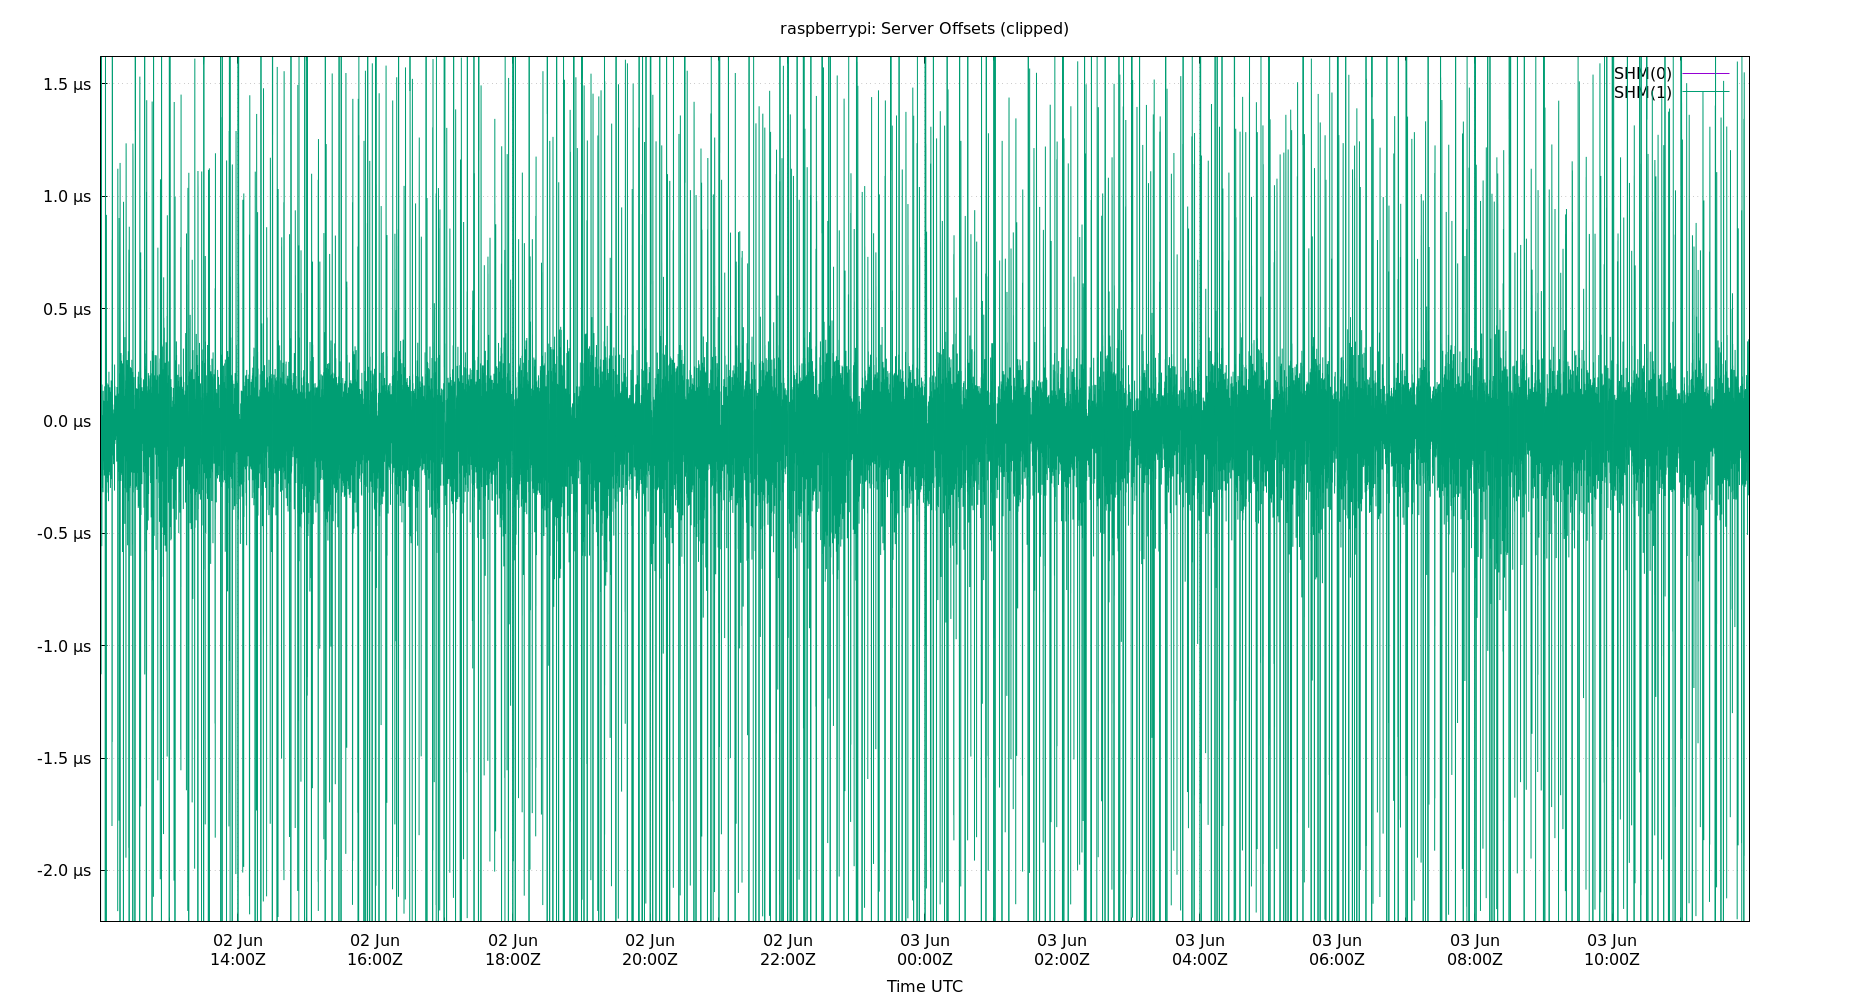 raspberrypi: Server Offsets (clipped)
SHM(0)
SHM(1)
1.5 µs
1.0 µs
0.5 µs
0.0 µs
-0.5 µs
-1.0 µs
-1.5 µs
-2.0 µs
02 Jun 02 Jun 02 Jun 02 Jun 02 Jun 03 Jun 03 Jun 03 Jun 03 Jun 03 Jun 03 Jun
14:00Z 16:00Z 18:00Z 20:00Z 22:00Z 00:00Z 02:00Z 04:00Z 06:00Z 08:00Z 10:00Z
Time UTC